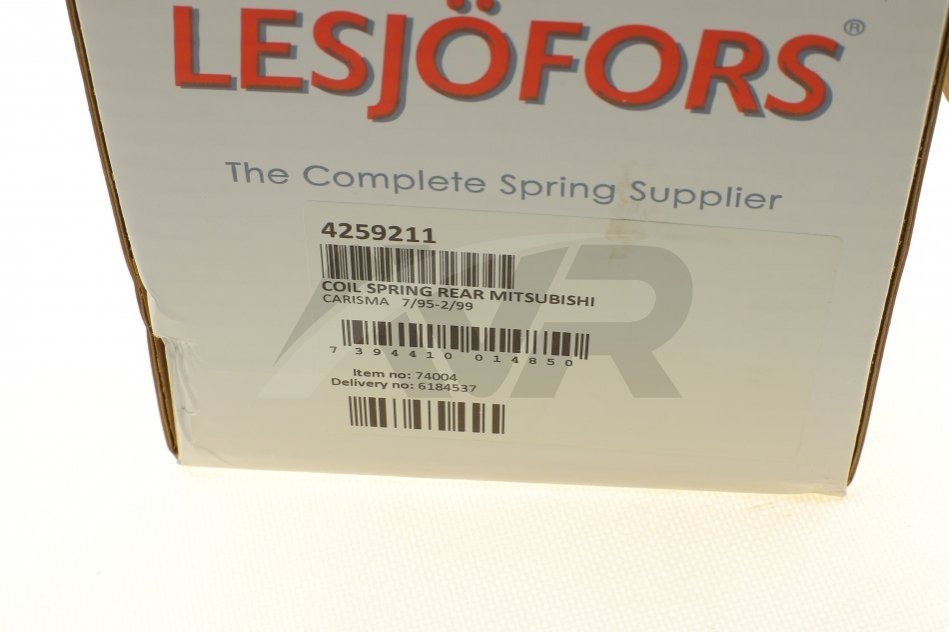 LESJÖFORS®
The Complete Spring Supplier
4259211
COIL SPRING REAR MITSUBISHI
CARISMA 7/95-2/99
7 394410 014850
Item no: 74004
Delivery no: 6184537
AVR